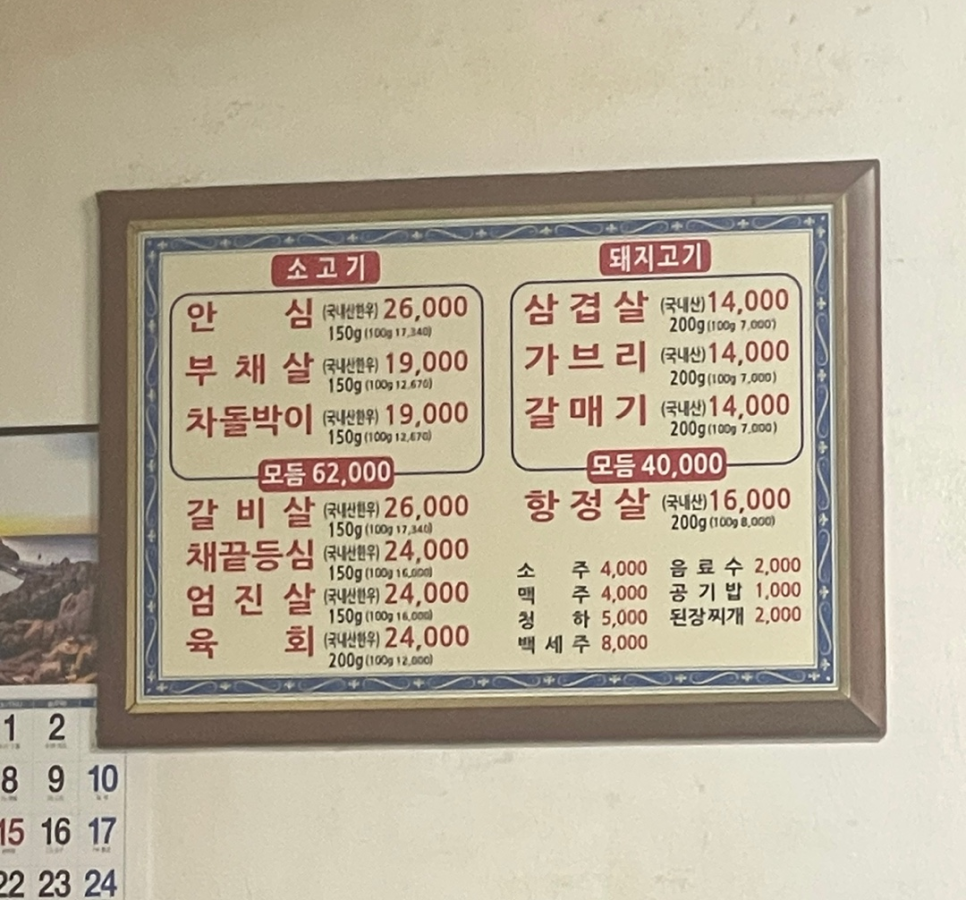 소고기
안 심 (국내산한우) 26,000
150g (100g 17,340)
부 채 살 (국내산한우) 19,000
150g (100g 12,670)
차돌박이 (국내산한우) 19,000
150g (100g 12,670)
모듬 62,000
갈 비 살 (국내산한우) 26,000
150g (100g 17,340)
채끝등심 (국내산한우) 24,000
150g (100g 16,000)
엄 진 살 (국내산한우) 24,000
150g (100g 16,000)
육 회 (국내산한우) 24,000
200g (100g 12,000)
돼지고기
삼 겹 살 (국내산) 14,000
200g (100g 7,000)
가 브 리 (국내산) 14,000
200g (100g 7,000)
갈 매 기 (국내산) 14,000
200g (100g 7,000)
모듬 40,000
항 정 살 (국내산) 16,000
200g (100g 8,000)
소 주 4,000
맥 주 4,000
청 하 5,000
백 세 주 8,000
음 료 수 2,000
공 기 밥 1,000
된장찌개 2,000
1 2
8 9 10
15 16 17
22 23 24